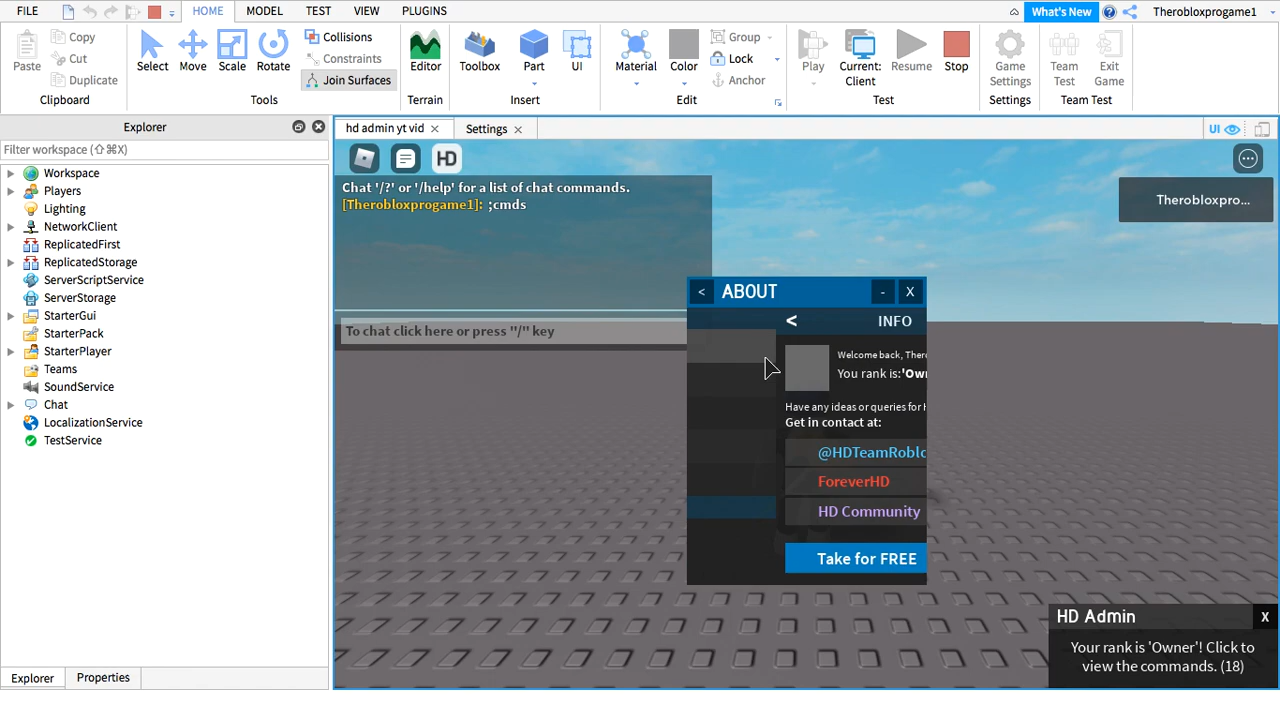 FILE HOME MODEL TEST VIEW PLUGINS What's New Therobloxprogame1
Paste Copy Cut Duplicate Clipboard
Select Move Scale Rotate Collisions Constraints Join Surfaces Tools
Editor Terrain
Toolbox Part UI Insert
Material Color Group Lock Anchor Edit
Play Current: Client Resume Stop Test
Game Settings Settings
Team Test Exit Game Team Test
Explorer
Filter workspace (⇧⌘X)
Workspace
Players
Lighting
NetworkClient
ReplicatedFirst
ReplicatedStorage
ServerScriptService
ServerStorage
StarterGui
StarterPack
StarterPlayer
Teams
SoundService
Chat
LocalizationService
TestService
Explorer Properties
hd admin yt vid Settings UI
HD
Chat '/?' or '/help' for a list of chat commands.
[Therobloxprogame1]: ;cmds
To chat click here or press "/" key
Therobloxpro...
< ABOUT - X
< INFO
Welcome back, Thero
You rank is:'Own
Have any ideas or queries for H
Get in contact at:
@HDTeamRoblo
ForeverHD
HD Community
Take for FREE
HD Admin X
Your rank is 'Owner'! Click to
view the commands. (18)